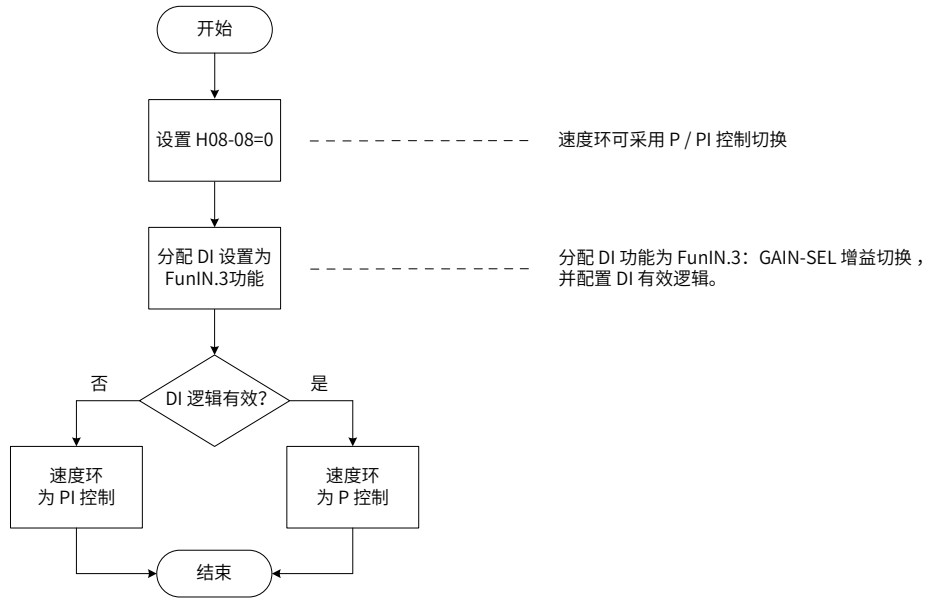 开始
设置 H08-08=0
速度环可采用 P / PI 控制切换
分配 DI 设置为
FunIN.3功能
分配 DI 功能为 FunIN.3：GAIN-SEL 增益切换，
并配置 DI 有效逻辑。
DI 逻辑有效？
否
是
速度环
为 PI 控制
速度环
为 P 控制
结束